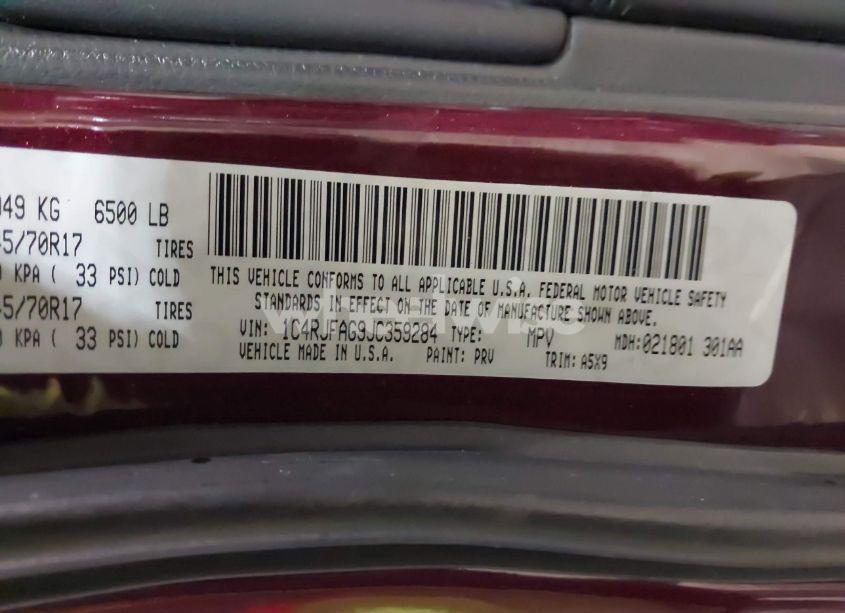 049 KG 6500 LB
5/70R17 TIRES
KPA ( 33 PSI) COLD
5/70R17 TIRES
KPA ( 33 PSI) COLD
THIS VEHICLE CONFORMS TO ALL APPLICABLE U.S.A. FEDERAL MOTOR VEHICLE SAFETY
STANDARDS IN EFFECT ON THE DATE OF MANUFACTURE SHOWN ABOVE.
VIN: 1C4RJFAG9JC359284 TYPE: MPV MDH:021801 301AA
VEHICLE MADE IN U.S.A. PAINT: PRV TRIM: A5X9